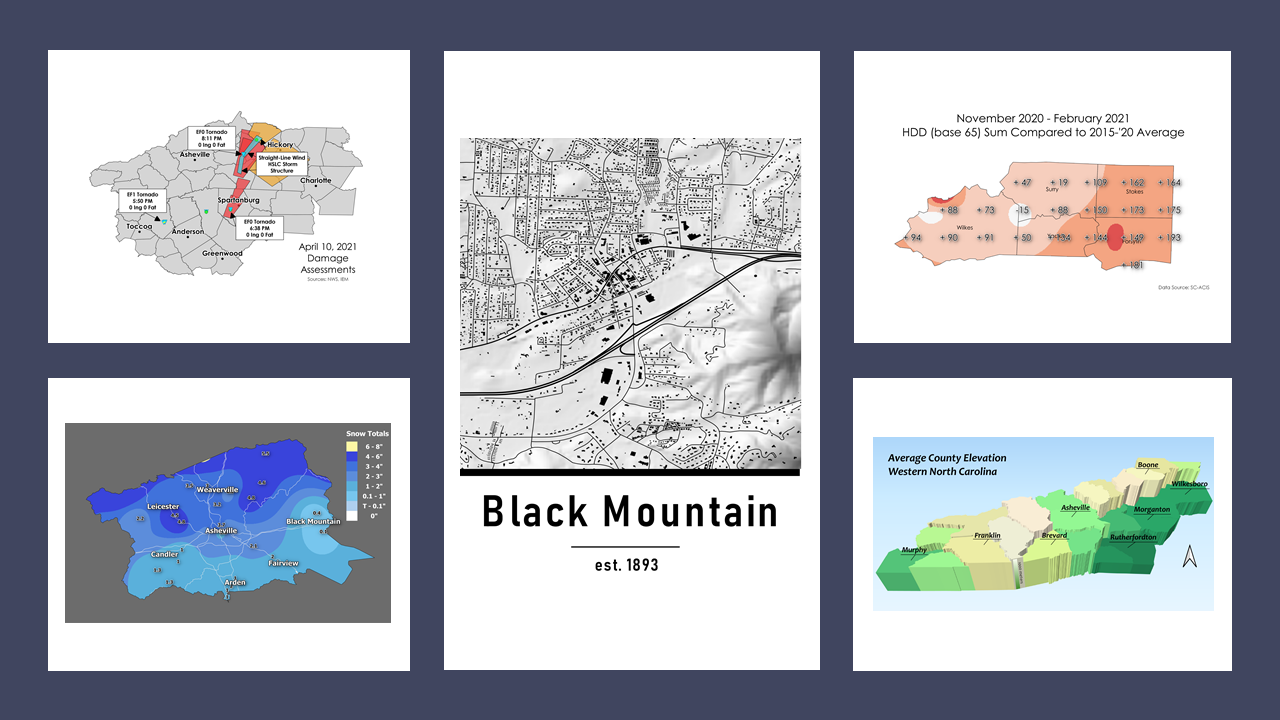 EF0 Tornado
8:11 PM
0 Ing 0 Fat
Asheville
Hickory
Straight-Line Wind
HSLC Storm
Structure
Charlotte
EF1 Tornado
5:50 PM
0 Ing 0 Fat
Spartanburg
Toccoa
Anderson
EF0 Tornado
6:38 PM
0 Ing 0 Fat
Greenwood
April 10, 2021
Damage
Assessments
Sources: NWS, IEM
Black Mountain
est. 1893
November 2020 - February 2021
HDD (base 65) Sum Compared to 2015-'20 Average
+ 47 + 19 + 109 + 162 + 164
Surry Stokes
+ 88 + 73 -15 + 88 + 150 + 173 + 175
Wilkes
+ 94 + 90 + 91 + 50 + 144 + 149 + 193
+ 181
Data Source: SC-ACIS
Snow Totals
6 - 8"
4 - 6"
3 - 4"
2 - 3"
1 - 2"
0.1 - 1"
T - 0.1"
0"
Weaverville
Leicester
Asheville
Black Mountain
Candler
Fairview
Arden
Average County Elevation
Western North Carolina
Boone
Wilkesboro
Asheville
Morganton
Franklin
Brevard
Rutherfordton
Murphy